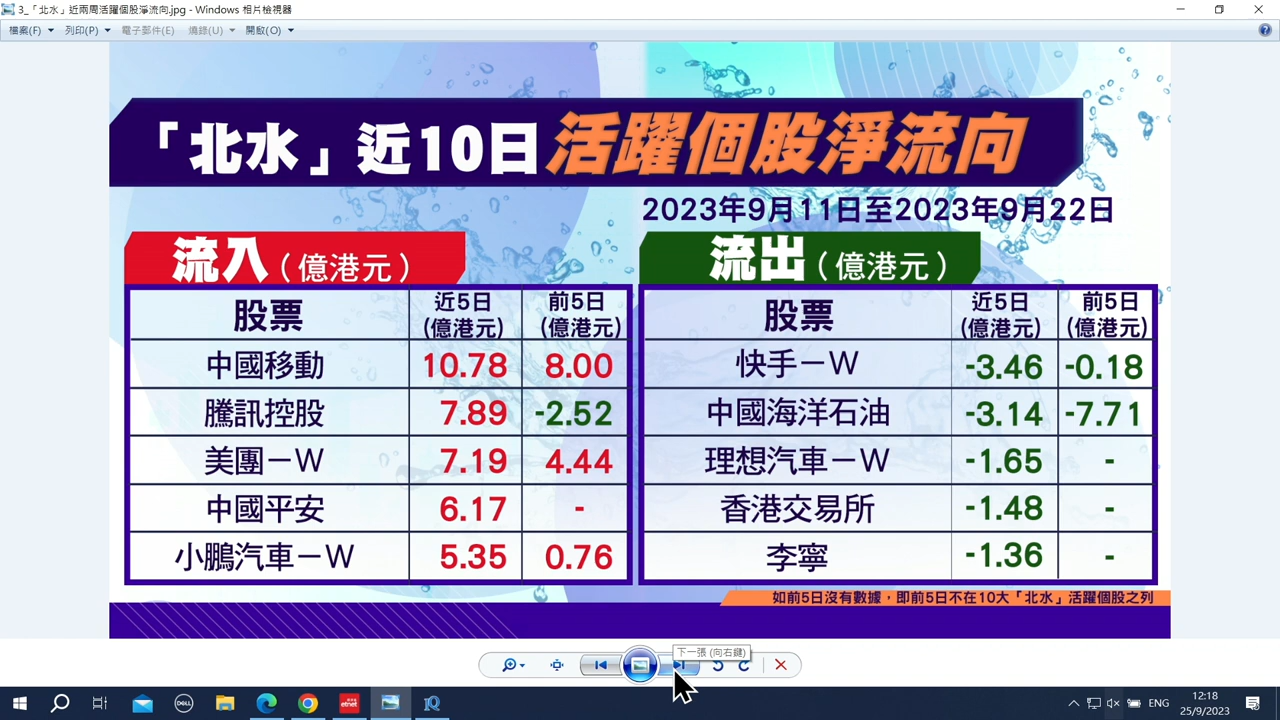 3_「北水」近兩周活躍個股淨流向.jpg - Windows 相片檢視器
檔案(F) 列印(P) 電子郵件(E) 燒錄(U) 開啟(O)
「北水」近10日活躍個股淨流向
2023年9月11日至2023年9月22日
流入（億港元） 流出（億港元）
股票 近5日 (億港元) 前5日 (億港元)
中國移動 10.78 8.00
騰訊控股 7.89 -2.52
美團－W 7.19 4.44
中國平安 6.17 -
小鵬汽車－W 5.35 0.76
股票 近5日 (億港元) 前5日 (億港元)
快手－W -3.46 -0.18
中國海洋石油 -3.14 -7.71
理想汽車－W -1.65 -
香港交易所 -1.48 -
李寧 -1.36 -
如前5日沒有數據，即前5日不在10大「北水」活躍個股之列
下一張 (向右鍵)
DELL etnet IQ ENG 12:18
25/9/2023